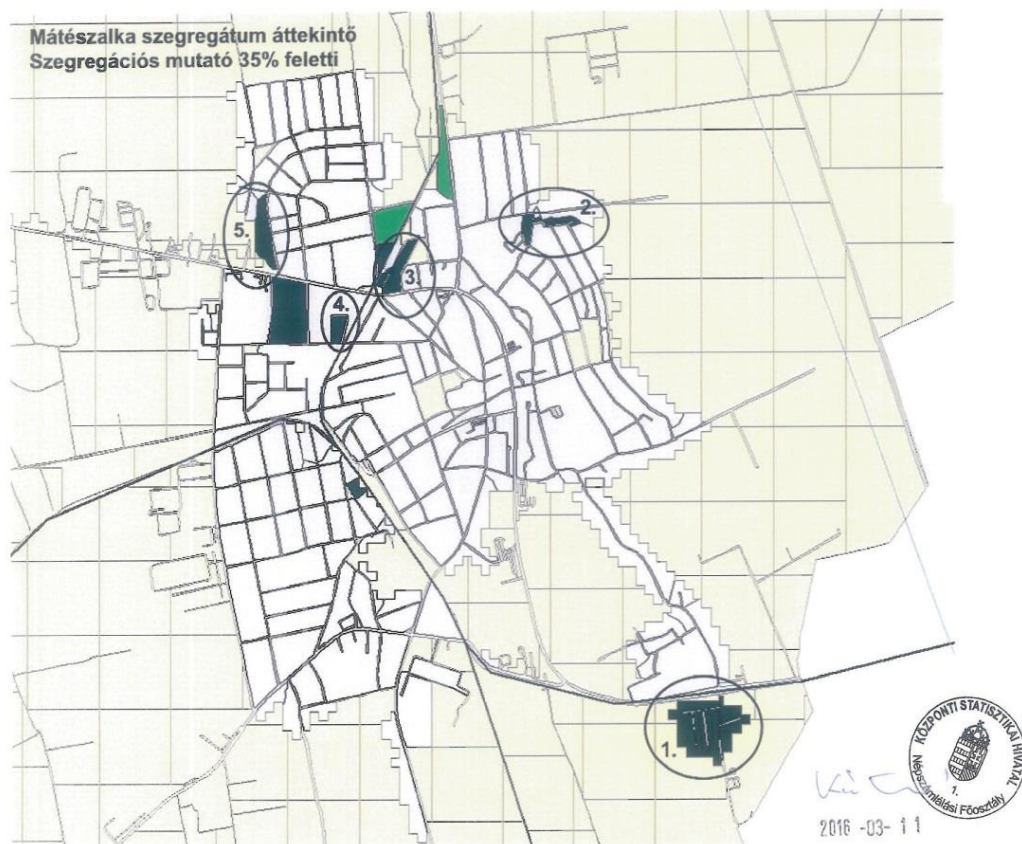 Mátészalka szegregátum áttekintő
Szegregációs mutató 35% feletti
2.
5.
3.
4.
1.
KÖZPONTI STATISZTIKAI HIVATAL
1.
Népszámlálási Főosztály
2016 -03- 11